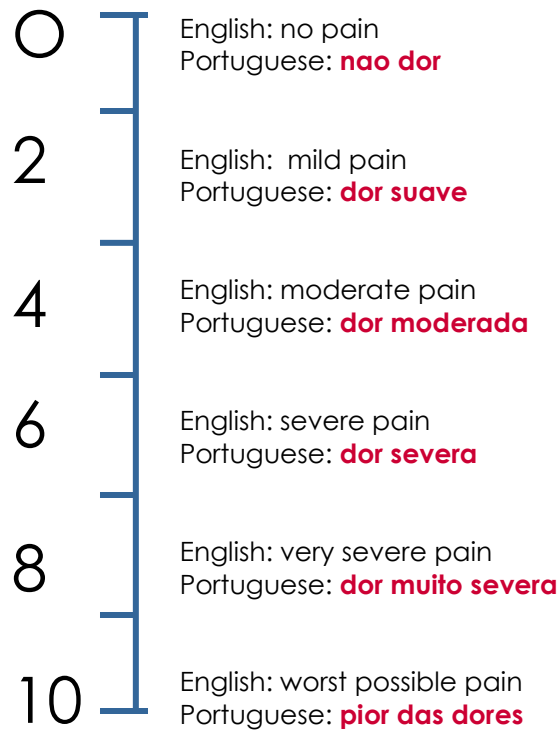 0
English: no pain
Portuguese: nao dor
2
English: mild pain
Portuguese: dor suave
4
English: moderate pain
Portuguese: dor moderada
6
English: severe pain
Portuguese: dor severa
8
English: very severe pain
Portuguese: dor muito severa
10
English: worst possible pain
Portuguese: pior das dores